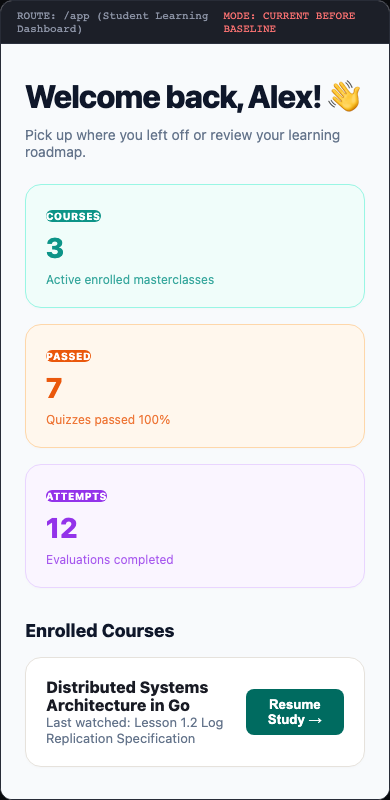 ROUTE: /app (Student Learning Dashboard)
MODE: CURRENT BEFORE BASELINE
Welcome back, Alex! 👋
Pick up where you left off or review your learning
roadmap.
COURSES
3
Active enrolled masterclasses
PASSED
7
Quizzes passed 100%
ATTEMPTS
12
Evaluations completed
Enrolled Courses
Distributed Systems
Architecture in Go
Last watched: Lesson 1.2 Log
Replication Specification
Resume
Study →